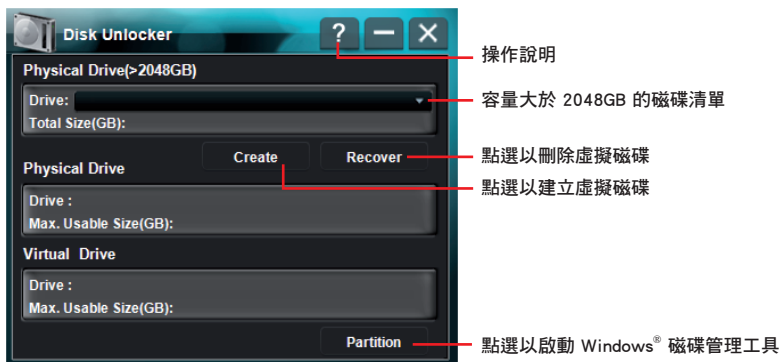 Disk Unlocker
?
操作說明
Physical Drive(>2048GB)
Drive:
容量大於 2048GB 的磁碟清單
Total Size(GB):
Create
Recover
點選以刪除虛擬磁碟
Physical Drive
點選以建立虛擬磁碟
Drive :
Max. Usable Size(GB):
Virtual Drive
Drive :
Max. Usable Size(GB):
Partition
點選以啟動 Windows® 磁碟管理工具